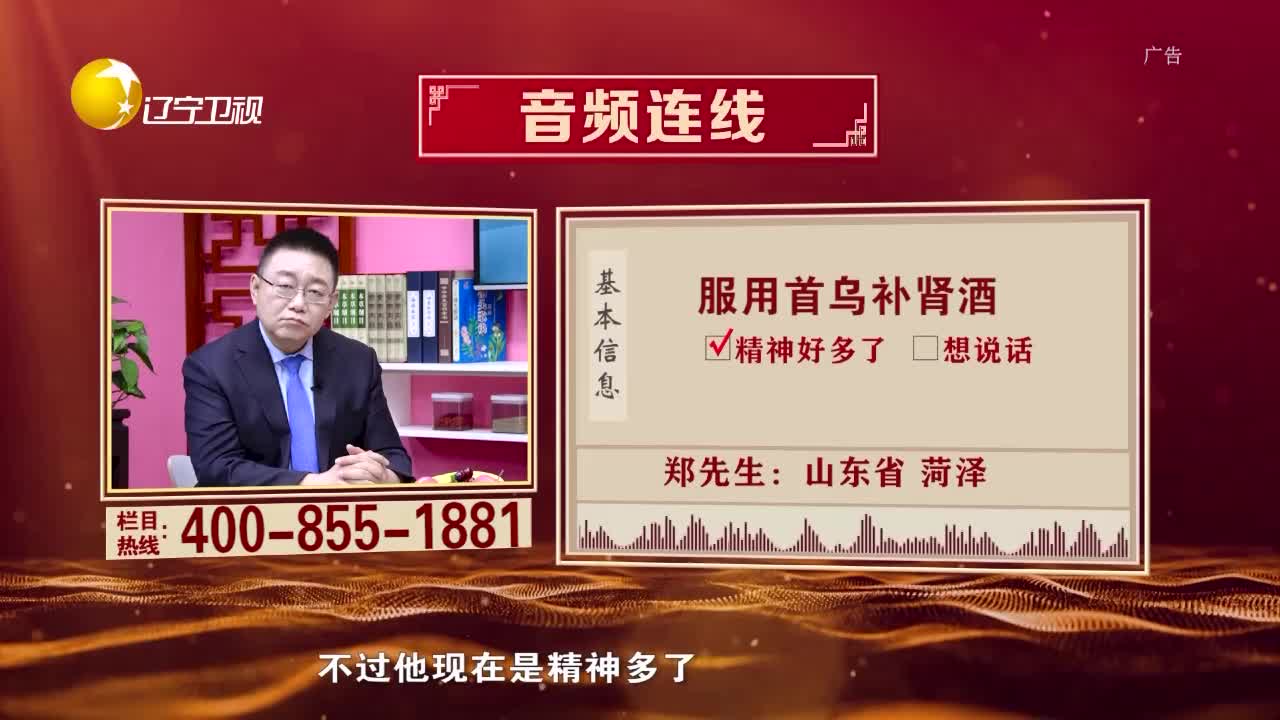 广告
辽宁卫视
音频连线
基本信息
服用首乌补肾酒
精神好多了 想说话
郑先生：山东省 菏泽
栏目热线：400-855-1881
不过他现在是精神多了